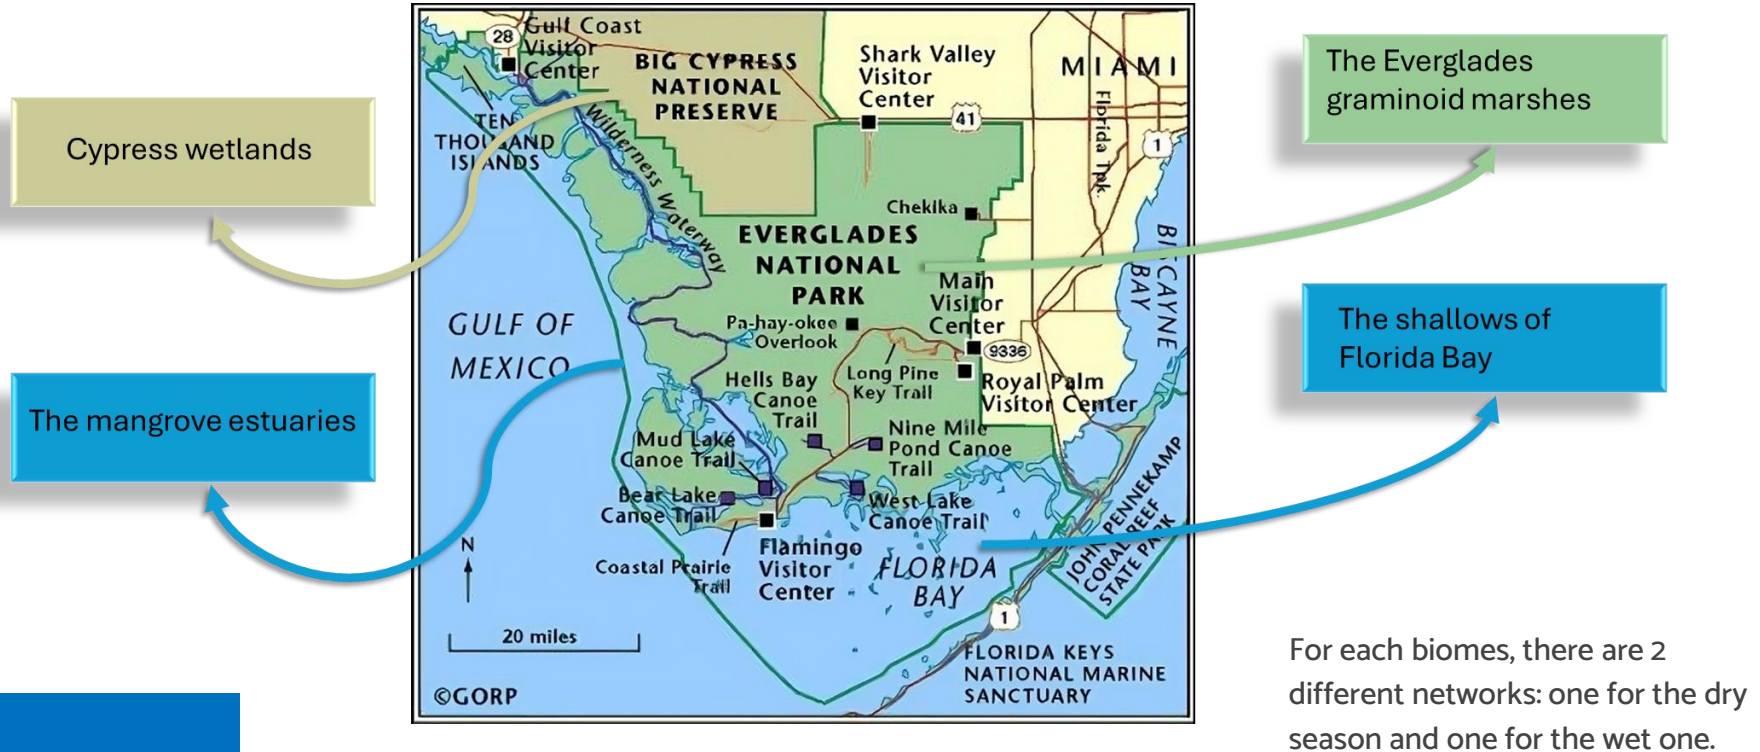 Cypress wetlands
The mangrove estuaries
28
Gulf Coast
Visitor
Center
BIG CYPRESS
NATIONAL
PRESERVE
Shark Valley
Visitor
Center
MIAMI
Florida Tpk.
41
1
TEN
THOUSAND
ISLANDS
Wilderness Waterway
Chekika
EVERGLADES
NATIONAL
PARK
BISCAYNE
BAY
Main
Visitor
Center
GULF OF
MEXICO
Pa-hay-okee
Overlook
9336
Long Pine
Key Trail
Royal Palm
Visitor Center
Hells Bay
Canoe
Trail
Mud Lake
Canoe Trail
Nine Mile
Pond Canoe
Trail
Bear Lake
Canoe Trail
West Lake
Canoe Trail
JOHN PENNEKAMP
CORAL REEF
STATE PARK
N
Coastal Prairie
Trail
Flamingo
Visitor
Center
FLORIDA
BAY
1
20 miles
FLORIDA KEYS
NATIONAL MARINE
SANCTUARY
©GORP
The Everglades
graminoid marshes
The shallows of
Florida Bay
For each biomes, there are 2
different networks: one for the dry
season and one for the wet one.